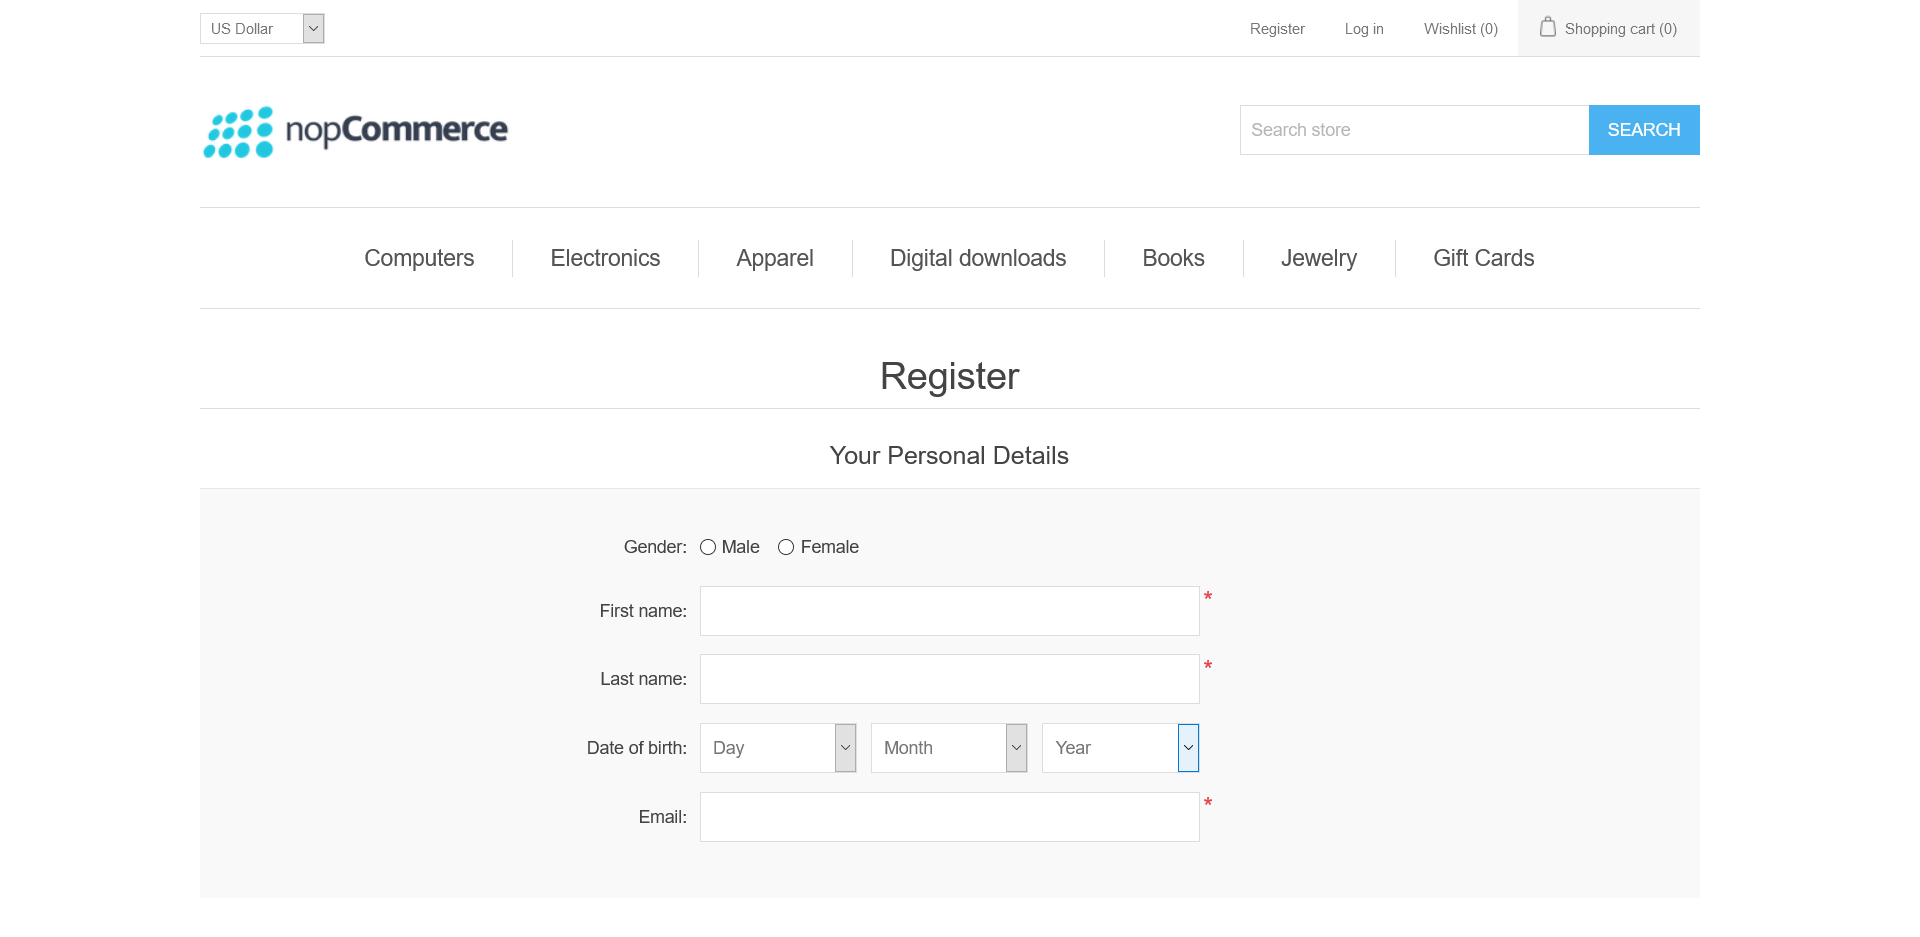 US Dollar Register Log in Wishlist (0) Shopping cart (0)
nopCommerce Search store SEARCH
Computers Electronics Apparel Digital downloads Books Jewelry Gift Cards
Register
Your Personal Details
Gender: Male Female
First name: *
Last name: *
Date of birth: Day Month Year
Email: *